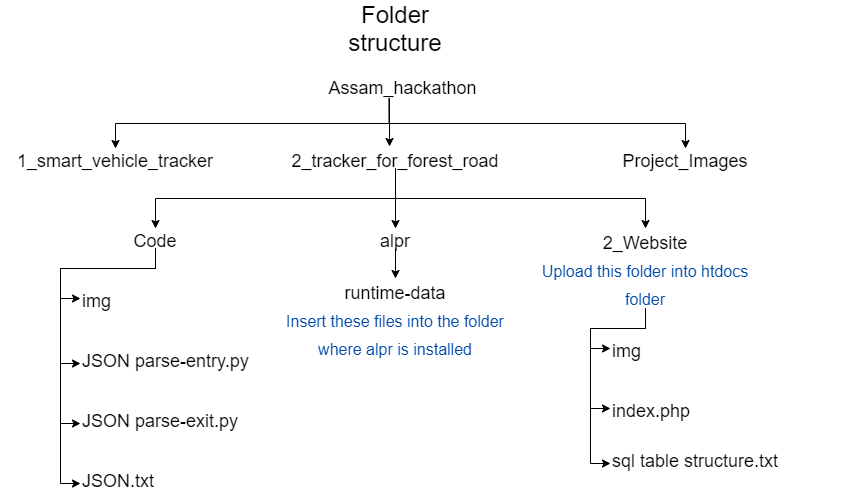 Folder
structure
Assam_hackathon
1_smart_vehicle_tracker
2_tracker_for_forest_road
Project_Images
Code
alpr
2_Website
Upload this folder into htdocs
folder
runtime-data
Insert these files into the folder
where alpr is installed
img
JSON parse-entry.py
JSON parse-exit.py
JSON.txt
img
index.php
sql table structure.txt